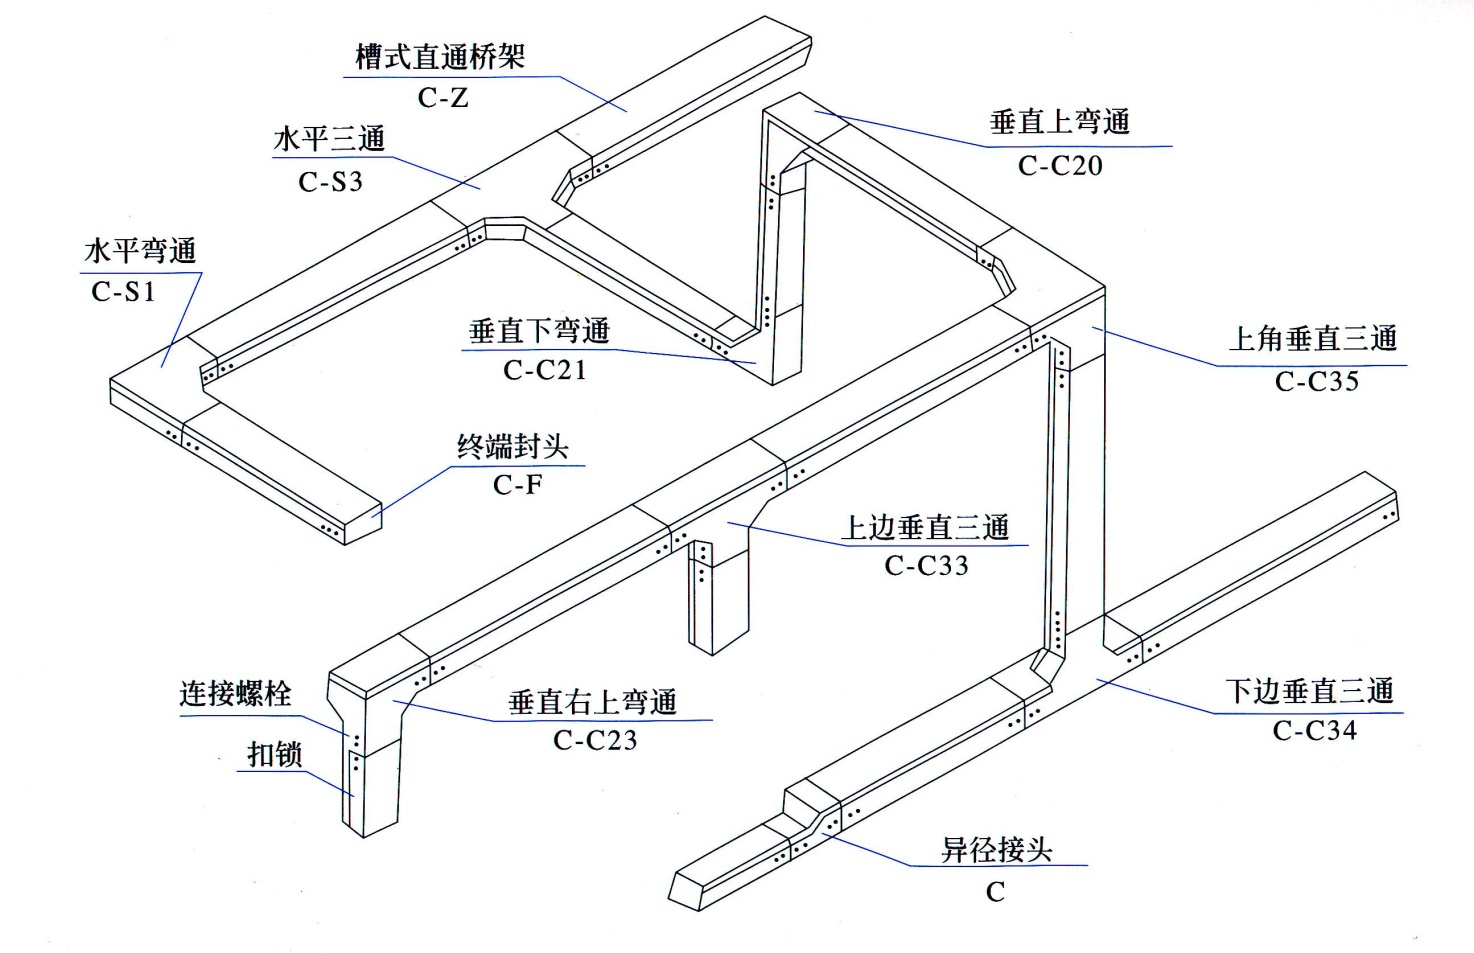 槽式直通桥架
C-Z
水平三通
C-S3
垂直上弯通
C-C20
水平弯通
C-S1
垂直下弯通
C-C21
上角垂直三通
C-C35
终端封头
C-F
上边垂直三通
C-C33
连接螺栓
扣锁
垂直右上弯通
C-C23
下边垂直三通
C-C34
异径接头
C